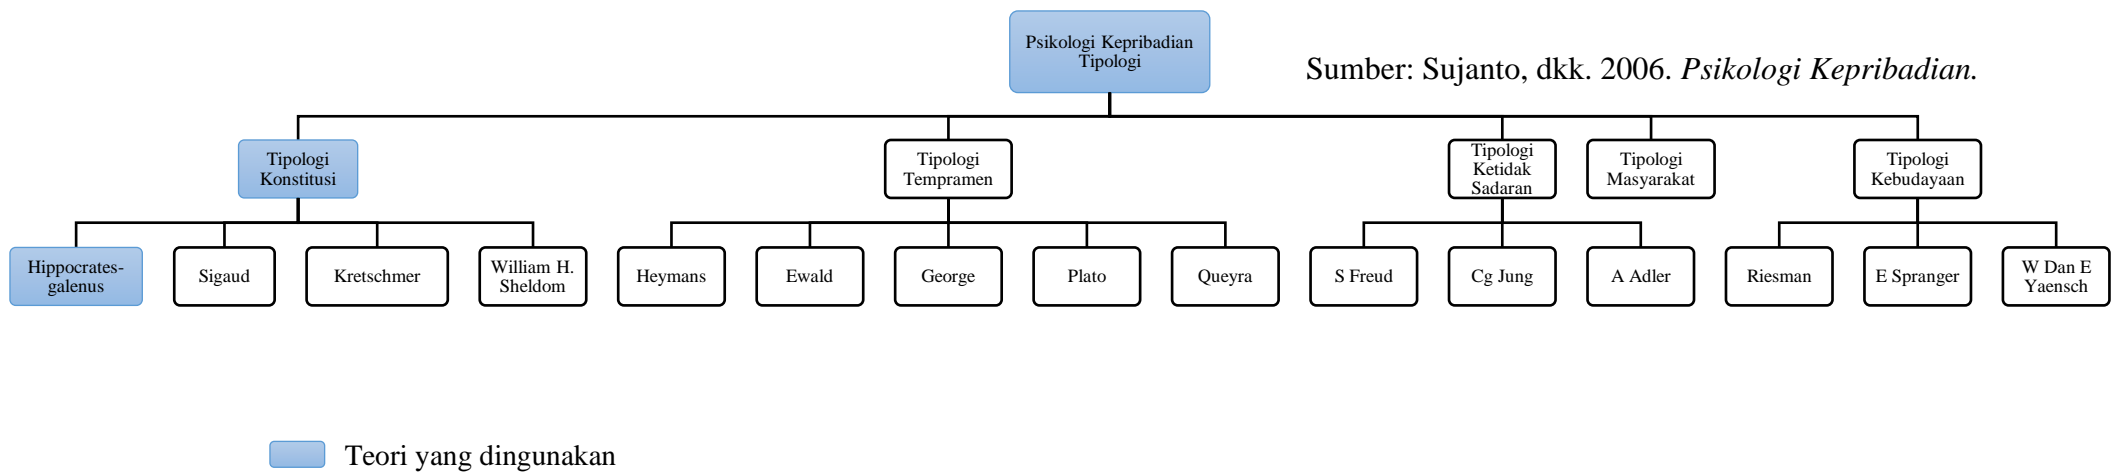 Psikologi Kepribadian
Tipologi
Sumber: Sujanto, dkk. 2006. Psikologi Kepribadian.
Tipologi
Konstitusi
Tipologi
Tempramen
Tipologi
Ketidak
Sadaran
Tipologi
Masyarakat
Tipologi
Kebudayaan
Hippocrates-
galenus
Sigaud
Kretschmer
William H.
Sheldom
Heymans
Ewald
George
Plato
Queyra
S Freud
Cg Jung
A Adler
Riesman
E Spranger
W Dan E
Yaensch
Teori yang dingunakan